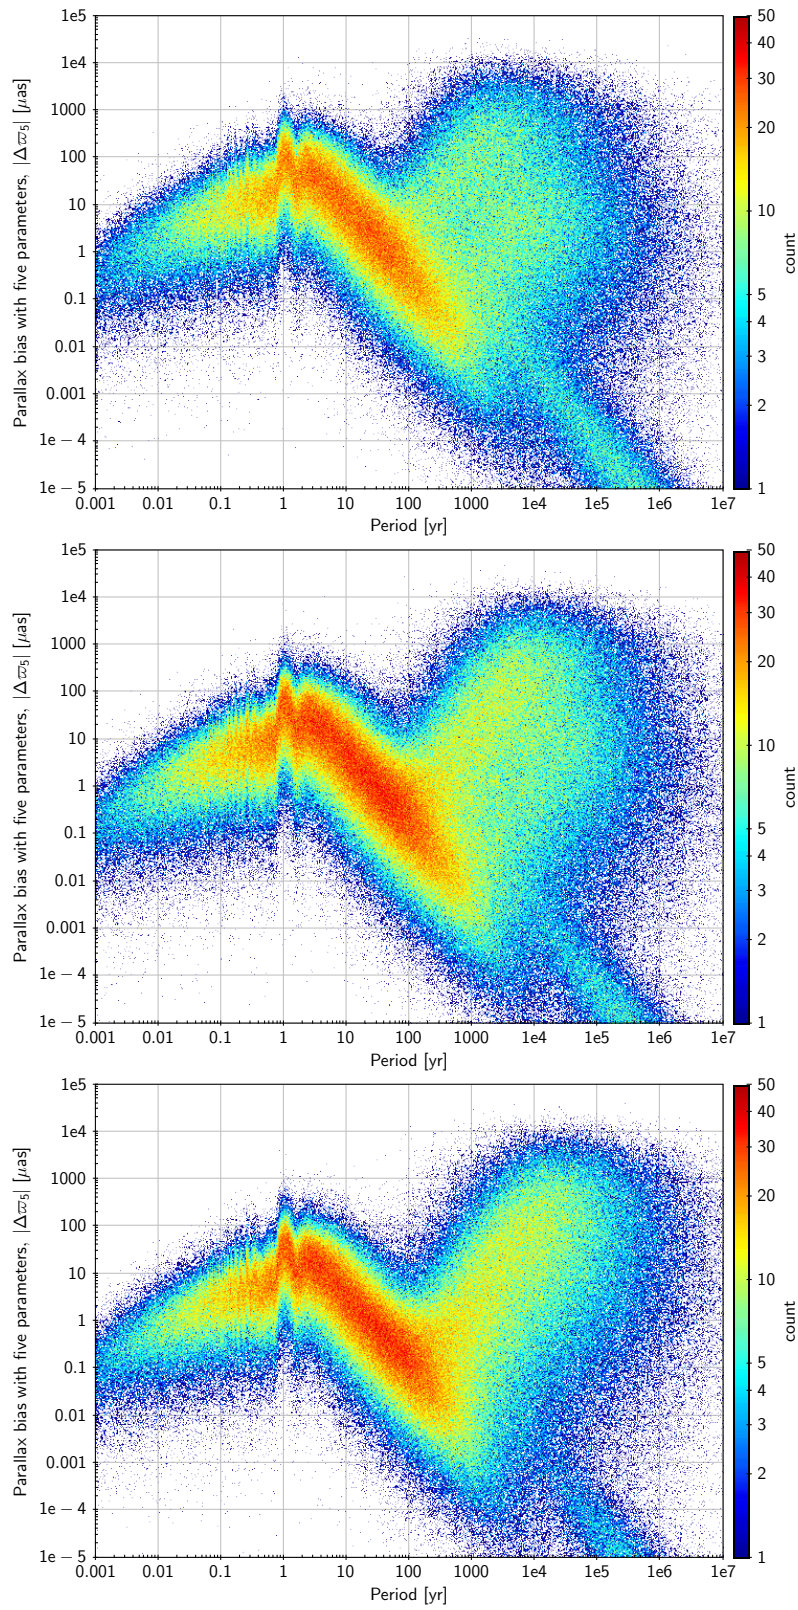 1e5
1e4
1000
100
10
1
0.1
0.01
0.001
1e − 4
1e − 5
Parallax bias with five parameters, |Δϖ₅| [μas]
0.001 0.01 0.1 1 10 100 1000 1e4 1e5 1e6 1e7
Period [yr]
50
40
30
20
10
5
4
3
2
1
count
1e5
1e4
1000
100
10
1
0.1
0.01
0.001
1e − 4
1e − 5
Parallax bias with five parameters, |Δϖ₅| [μas]
0.001 0.01 0.1 1 10 100 1000 1e4 1e5 1e6 1e7
Period [yr]
50
40
30
20
10
5
4
3
2
1
count
1e5
1e4
1000
100
10
1
0.1
0.01
0.001
1e − 4
1e − 5
Parallax bias with five parameters, |Δϖ₅| [μas]
0.001 0.01 0.1 1 10 100 1000 1e4 1e5 1e6 1e7
Period [yr]
50
40
30
20
10
5
4
3
2
1
count